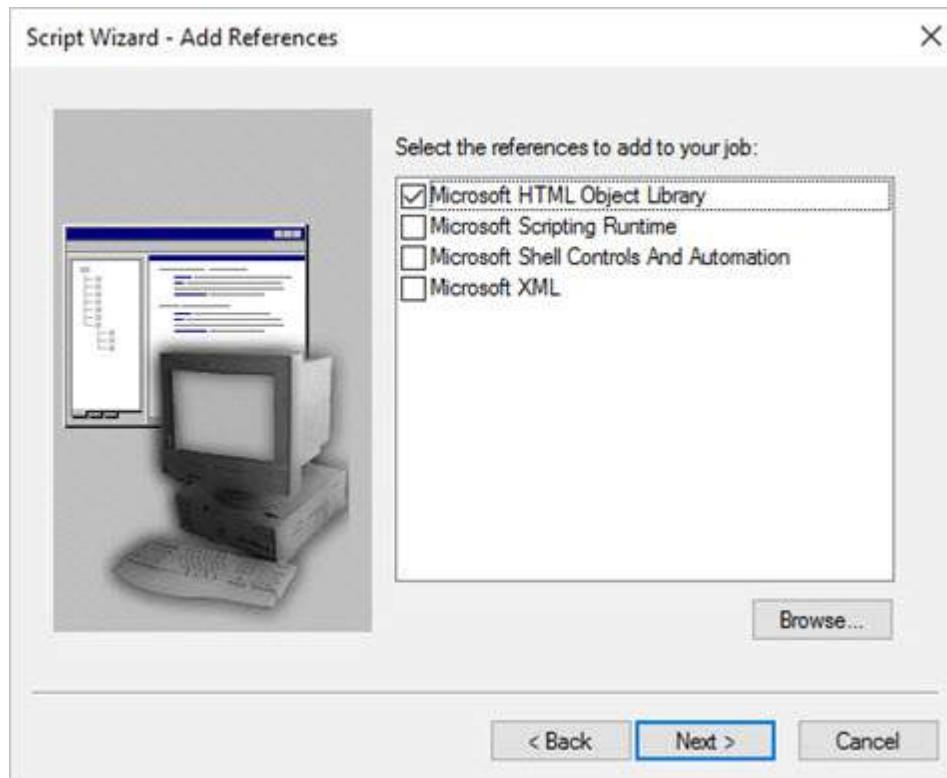 Script Wizard - Add References
Select the references to add to your job:
Microsoft HTML Object Library
Microsoft Scripting Runtime
Microsoft Shell Controls And Automation
Microsoft XML
Browse...
< Back
Next >
Cancel